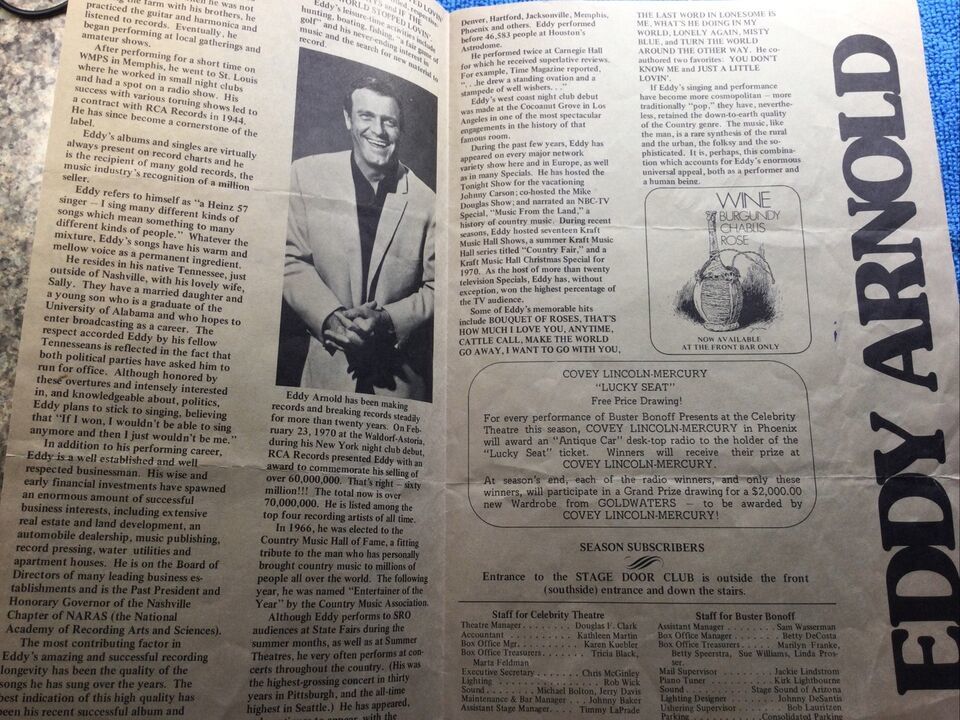 when he was not
the farm with his brothers, he
practiced the guitar and harmonica and
listened to records. Eventually, he
began performing at local gatherings and
amateur shows.
After performing for a short time on
WMPS in Memphis, he went to St. Louis
where he worked in small night clubs
and had a spot on a radio show. His
success with various toruing shows led to
a contract with RCA Records in 1944.
He has since become a cornerstone of the
label.
Eddy's albums and singles are virtually
always present on record charts and he
is the recipient of many gold records, the
music industry's recognition of a million
seller.
Eddy refers to himself as "a Heinz 57
singer — I sing many different kinds of
songs which mean something to many
different kinds of people." Whatever the
mixture, Eddy's songs have his warm and
mellow voice as a permanent ingredient.
He resides in his native Tennessee, just
outside of Nashville, with his lovely wife,
Sally. They have a married daughter and
a young son who is a graduate of the
University of Alabama and who hopes to
enter broadcasting as a career. The
respect accorded Eddy by his fellow
Tennesseans is reflected in the fact that
both political parties have asked him to
run for office. Although honored by
these overtures and intensely interested
in, and knowledgeable about, politics,
Eddy plans to stick to singing, believing
that "If I won, I wouldn't be able to sing
anymore and then I just wouldn't be me."
In addition to his performing career,
Eddy is a well established and well
respected businessman. His wise and
early financial investments have spawned
an enormous amount of successful
business interests, including extensive
real estate and land development, an
automobile dealership, music publishing,
record pressing, water utilities and
apartment houses. He is on the Board of
Directors of many leading business es-
tablishments and is the Past President and
Honorary Governor of the Nashville
Chapter of NARAS (the National
Academy of Recording Arts and Sciences).
The most contributing factor in
Eddy's amazing and successful recording
longevity has been the quality of the
songs he has sung over the years. The
best indication of this high quality has
been his recent successful album and
and IF THE
WORLD STOPPED LOVIN'.
Eddy's leisure-time activities include
hunting, boating, fishing, "a fair game of
golf" and his never-ending interest in
music and the search for new material to
record.
Eddy Arnold has been making
records and breaking records steadily
for more than twenty years. On Feb-
ruary 23, 1970 at the Waldorf-Astoria,
during his New York night club debut,
RCA Records presented Eddy with an
award to commemorate his selling of
over 60,000,000. That's right — sixty
million!!! The total now is over
70,000,000. He is listed among the
top four recording artists of all time.
In 1966, he was elected to the
Country Music Hall of Fame, a fitting
tribute to the man who has personally
brought country music to millions of
people all over the world. The following
year, he was named "Entertainer of the
Year" by the Country Music Association.
Although Eddy performs to SRO
audiences at State Fairs during the
summer months, as well as at Summer
Theatres, he very often performs at con-
certs throughout the country. (His was
the highest-grossing concert in thirty
years in Pittsburgh, and the all-time
highest in Seattle.) He has appeared,
Denver, Hartford, Jacksonville, Memphis,
Phoenix and others. Eddy performed
before 46,583 people at Houston's
Astrodome.
He performed twice at Carnegie Hall
for which he received superlative reviews.
For example, Time Magazine reported,
". . .he drew a standing ovation and a
stampede of well wishers. . ."
Eddy's west coast night club debut
was made at the Cocoanut Grove in Los
Angeles in one of the most spectacular
engagements in the history of that
famous room.
During the past few years, Eddy has
appeared on every major network
variety show here and in Europe, as well
as in many Specials. He has hosted the
Tonight Show for the vacationing
Johnny Carson; co-hosted the Mike
Douglas Show; and narrated an NBC-TV
Special, "Music From the Land," a
history of country music. During recent
seasons, Eddy hosted seventeen Kraft
Music Hall Shows, a summer Kraft Music
Hall series titled "Country Fair," and a
Kraft Music Hall Christmas Special for
1970. As the host of more than twenty
television Specials, Eddy has, without
exception, won the highest percentage of
the TV audience.
Some of Eddy's memorable hits
include BOUQUET OF ROSES, THAT'S
HOW MUCH I LOVE YOU, ANYTIME,
CATTLE CALL, MAKE THE WORLD
GO AWAY, I WANT TO GO WITH YOU,
THE LAST WORD IN LONESOME IS
ME, WHAT'S HE DOING IN MY
WORLD, LONELY AGAIN, MISTY
BLUE, and TURN THE WORLD
AROUND THE OTHER WAY. He co-
authored two favorites: YOU DON'T
KNOW ME and JUST A LITTLE
LOVIN'.
If Eddy's singing and performance
have become more cosmopolitan — more
traditionally "pop," they have, neverthe-
less, retained the down-to-earth quality
of the Country genre. The music, like
the man, is a rare synthesis of the rural
and the urban, the folksy and the so-
phisticated. It is, perhaps, this combina-
tion which accounts for Eddy's enormous
universal appeal, both as a performer and
a human being.
WINE
BURGUNDY
CHABLIS
ROSE
NOW AVAILABLE
AT THE FRONT BAR ONLY
COVEY LINCOLN-MERCURY
"LUCKY SEAT"
Free Price Drawing!
For every performance of Buster Bonoff Presents at the Celebrity
Theatre this season, COVEY LINCOLN-MERCURY in Phoenix
will award an "Antique Car" desk-top radio to the holder of the
"Lucky Seat" ticket. Winners will receive their prize at
COVEY LINCOLN-MERCURY.
At season's end, each of the radio winners, and only these
winners, will participate in a Grand Prize drawing for a $2,000.00
new Wardrobe from GOLDWATERS — to be awarded by
COVEY LINCOLN-MERCURY!
SEASON SUBSCRIBERS
Entrance to the STAGE DOOR CLUB is outside the front
(southside) entrance and down the stairs.
Staff for Celebrity Theatre
Theatre Manager . . . . . . . Douglas F. Clark
Accountant . . . . . . . . . Kathleen Martin
Box Office Mgr. . . . . . . . . Karen Kuebler
Box Office Treasurers . . . . . Tricia Black,
Marta Feldman
Executive Secretary . . . . . . Chris McGinley
Lighting . . . . . . . . . . . . Rob Wick
Sound . . . . . Michael Bolton, Jerry Davis
Maintenance & Bar Manager . . Johnny Baker
Assistant Stage Manager . . . . Timmy LaPrade
Staff for Buster Bonoff
Assistant Manager . . . . . . Sam Wasserman
Box Office Manager . . . . . . Betty DeCosta
Box Office Treasurers . . . . Marilyn Franke,
Betty Specrstra, Sue Williams, Linda Pros-
ser.
Mail Supervisor . . . . . . . Jackie Lindstrom
Piano Tuner . . . . . . . . Kirk Lightbourne
Sound . . . . . . . Stage Sound of Arizona
Lighting Designer . . . . . . Johnny DeSantis
Ushering Supervisor . . . . . Bob Launitzen
Parking . . . . . . . . Consolidated Parking
EDDY ARNOLD